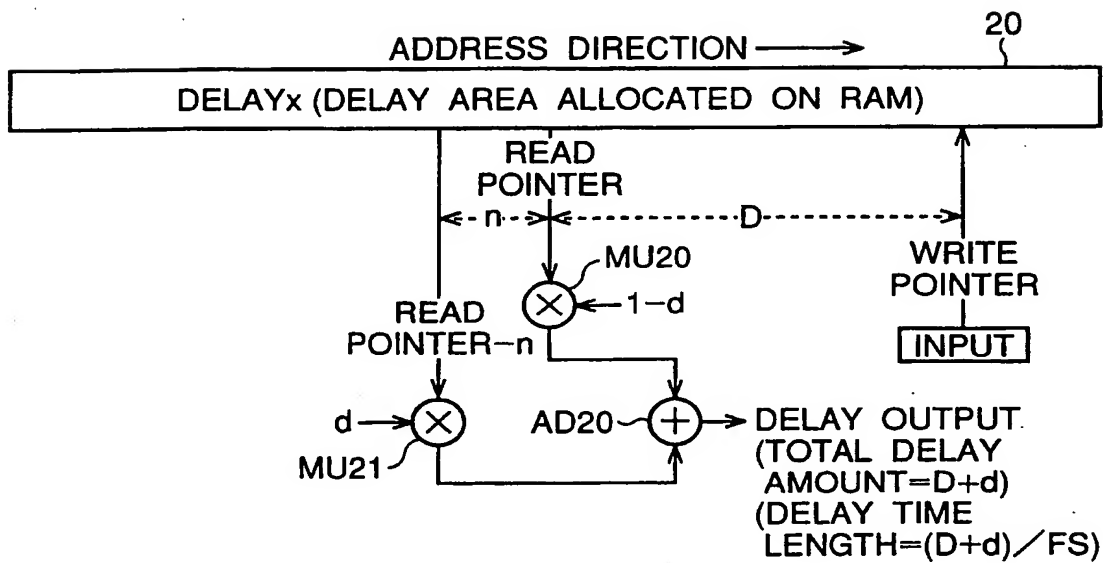 20
ADDRESS DIRECTION
DELAYx (DELAY AREA ALLOCATED ON RAM)
READ
POINTER
n
D
MU20
WRITE
POINTER
1-d
READ
POINTER-n
INPUT
d
MU21
AD20
DELAY OUTPUT
(TOTAL DELAY
AMOUNT=D+d)
(DELAY TIME
LENGTH=(D+d)/FS)